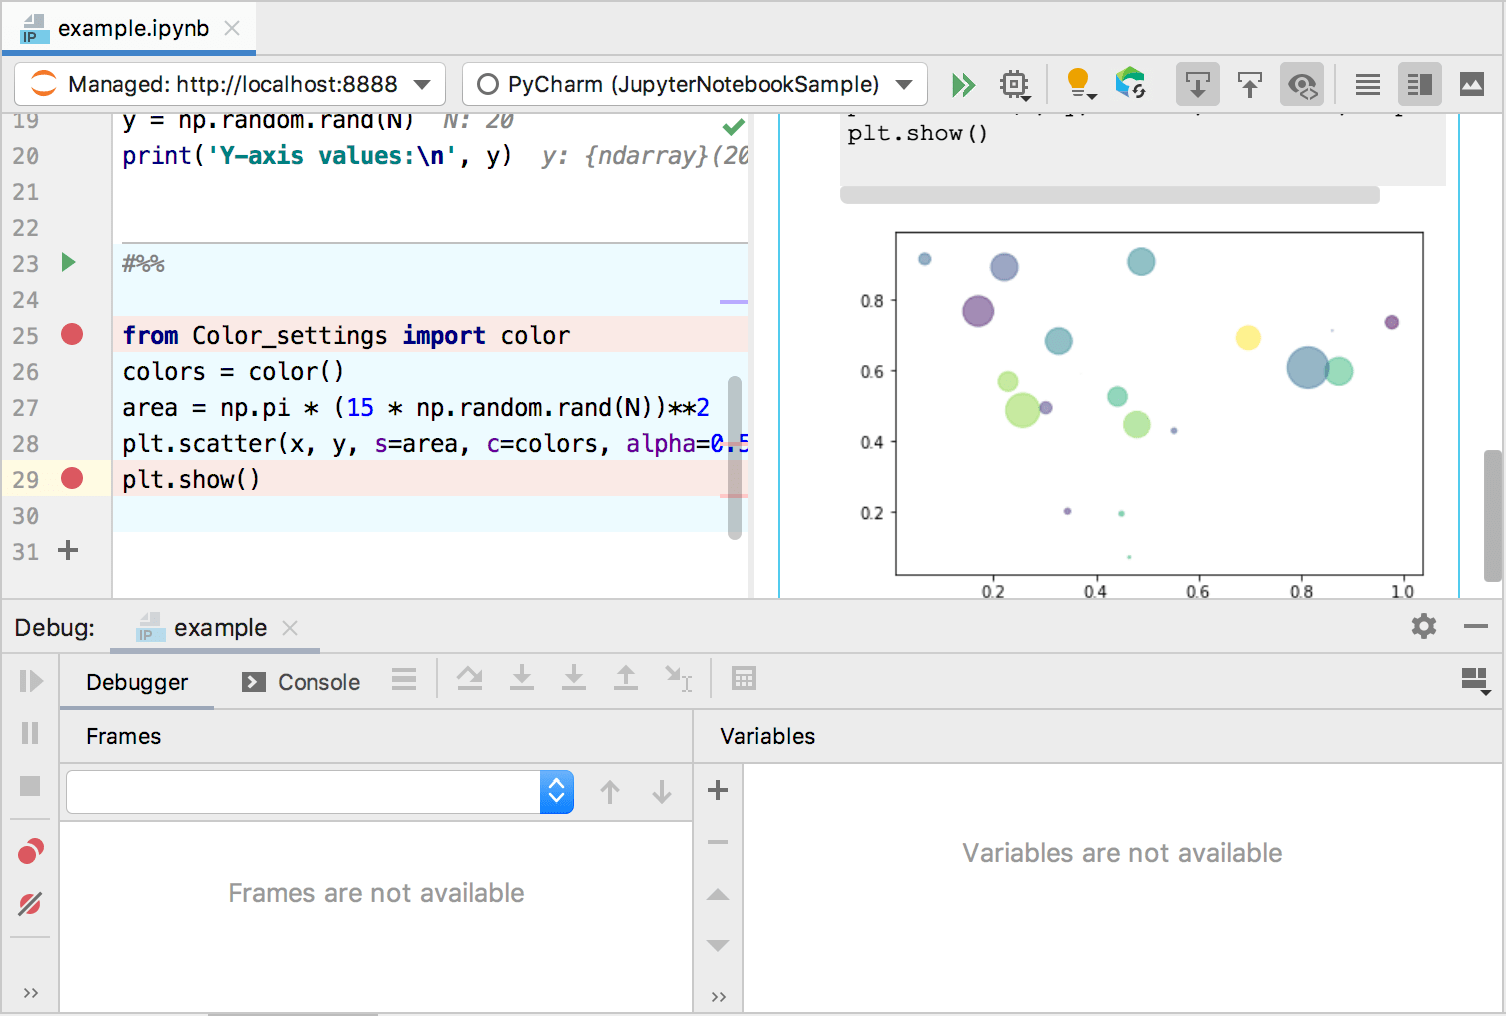 example.ipynb
Managed: http://localhost:8888
PyCharm (JupyterNotebookSample)
19 y = np.random.rand(N) N: 20
20 print('Y-axis values:\n', y) y: {ndarray}(20
21
22
23 #%%
24
25 from Color_settings import color
26 colors = color()
27 area = np.pi * (15 * np.random.rand(N))**2
28 plt.scatter(x, y, s=area, c=colors, alpha=0.5
29 plt.show()
30
31
plt.show()
0.8
0.6
0.4
0.2
0.2 0.4 0.6 0.8 1.0
Debug: example
Debugger Console
Frames
Variables
Frames are not available
Variables are not available